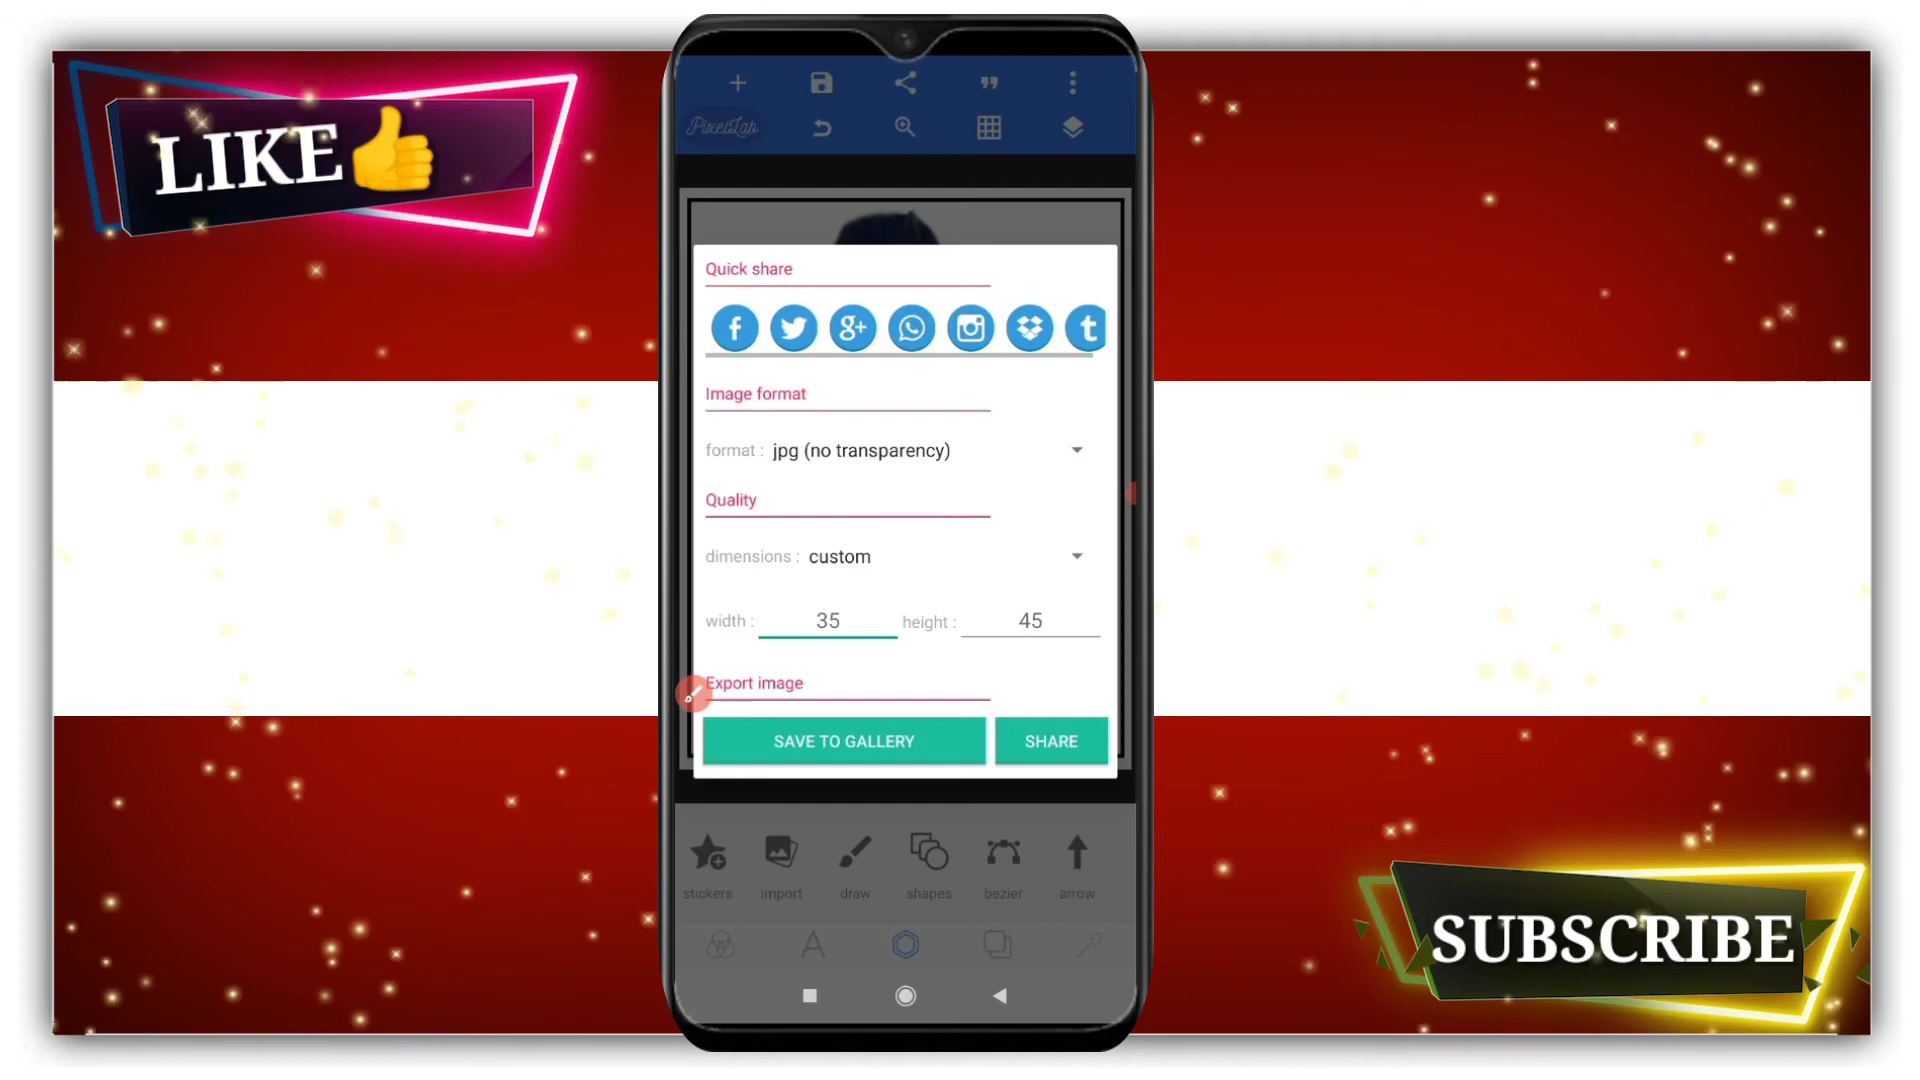 LIKE👍
PixelLab
Quick share
Image format
format : jpg (no transparency)
Quality
dimensions : custom
width : 35 height : 45
Export image
SAVE TO GALLERY SHARE
stickers import draw shapes bezier arrow
SUBSCRIBE